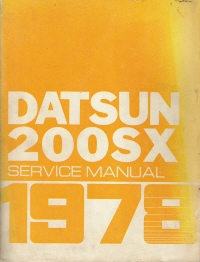 DATSUN
200SX
SERVICE MANUAL
1978